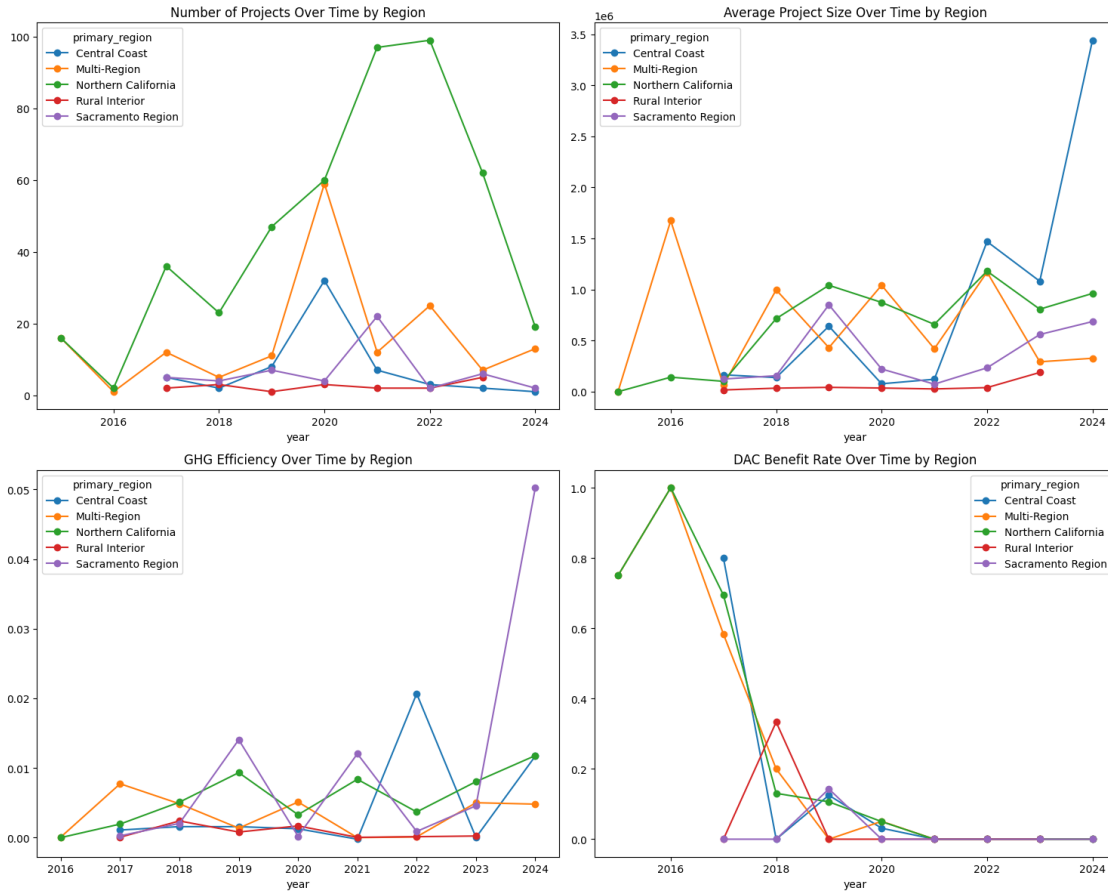 Number of Projects Over Time by Region
primary_region
Central Coast
Multi-Region
Northern California
Rural Interior
Sacramento Region
100
80
60
40
20
0
2016
2018
2020
2022
2024
year
Average Project Size Over Time by Region
1e6
primary_region
Central Coast
Multi-Region
Northern California
Rural Interior
Sacramento Region
3.5
3.0
2.5
2.0
1.5
1.0
0.5
0.0
2016
2018
2020
2022
2024
year
GHG Efficiency Over Time by Region
primary_region
Central Coast
Multi-Region
Northern California
Rural Interior
Sacramento Region
0.05
0.04
0.03
0.02
0.01
0.00
2016
2017
2018
2019
2020
2021
2022
2023
2024
year
DAC Benefit Rate Over Time by Region
primary_region
Central Coast
Multi-Region
Northern California
Rural Interior
Sacramento Region
1.0
0.8
0.6
0.4
0.2
0.0
2016
2018
2020
2022
2024
year